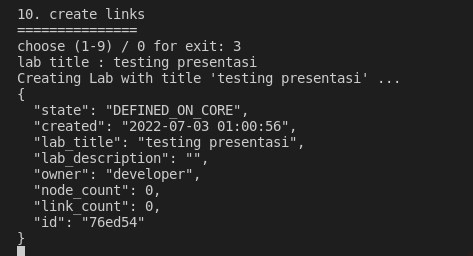 10. create links
===============
choose (1-9) / 0 for exit: 3
lab title : testing presentasi
Creating Lab with title 'testing presentasi' ...
{
  "state": "DEFINED_ON_CORE",
  "created": "2022-07-03 01:00:56",
  "lab_title": "testing presentasi",
  "lab_description": "",
  "owner": "developer",
  "node_count": 0,
  "link_count": 0,
  "id": "76ed54"
}